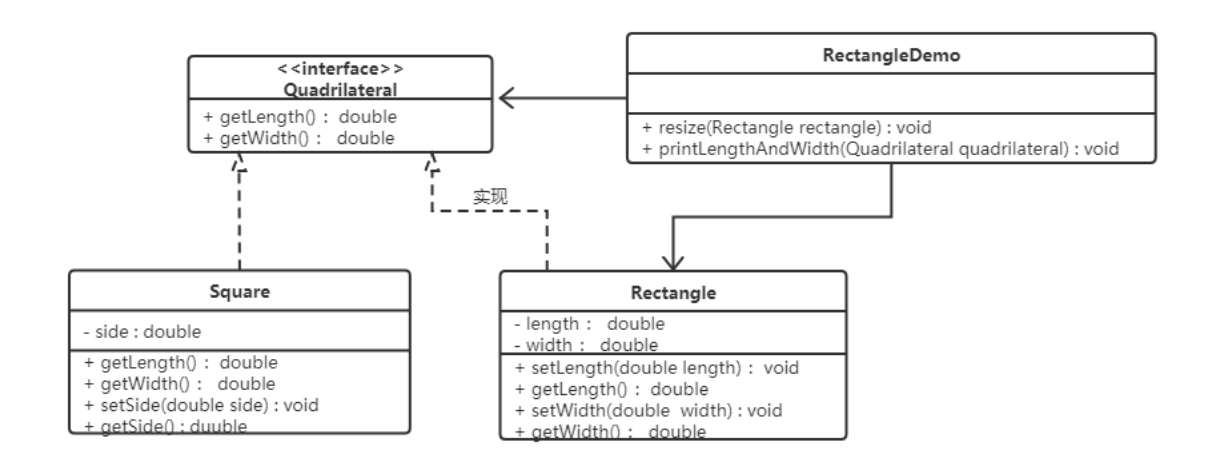 <<interface>>
Quadrilateral
+ getLength() : double
+ getWidth() : double
RectangleDemo
+ resize(Rectangle rectangle) : void
+ printLengthAndWidth(Quadrilateral quadrilateral) : void
实现
Square
- side : double
+ getLength() : double
+ getWidth() : double
+ setSide(double side) : void
+ getSide() : duuble
Rectangle
- length : double
- width : double
+ setLength(double length) : void
+ getLength() : double
+ setWidth(double width) : void
+ getWidth() : double